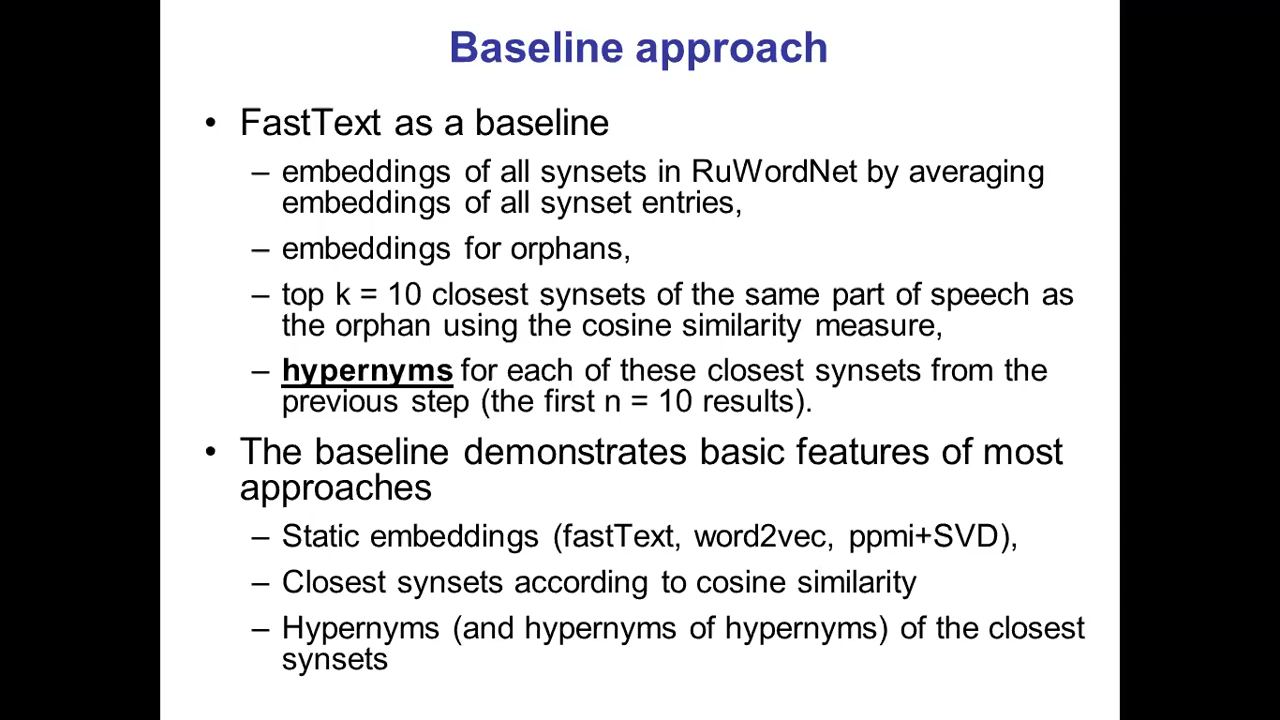 Baseline approach
• FastText as a baseline
– embeddings of all synsets in RuWordNet by averaging
embeddings of all synset entries,
– embeddings for orphans,
– top k = 10 closest synsets of the same part of speech as
the orphan using the cosine similarity measure,
– hypernyms for each of these closest synsets from the
previous step (the first n = 10 results).
• The baseline demonstrates basic features of most
approaches
– Static embeddings (fastText, word2vec, ppmi+SVD),
– Closest synsets according to cosine similarity
– Hypernyms (and hypernyms of hypernyms) of the closest
synsets